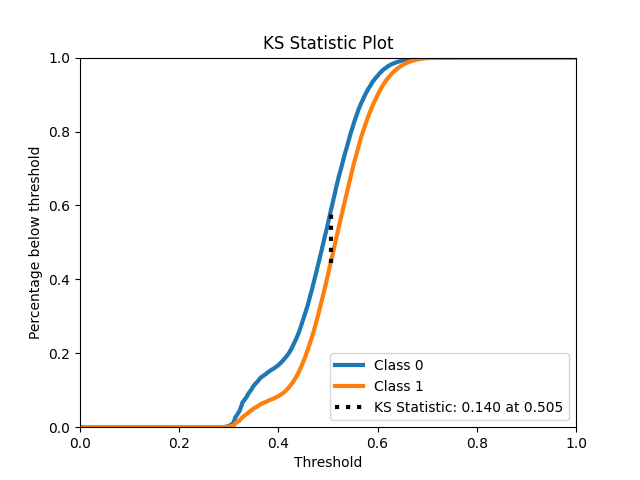 KS Statistic Plot
1.0
0.8
0.6
0.4
0.2
0.0
Percentage below threshold
Class 0
Class 1
KS Statistic: 0.140 at 0.505
0.0 0.2 0.4 0.6 0.8 1.0
Threshold